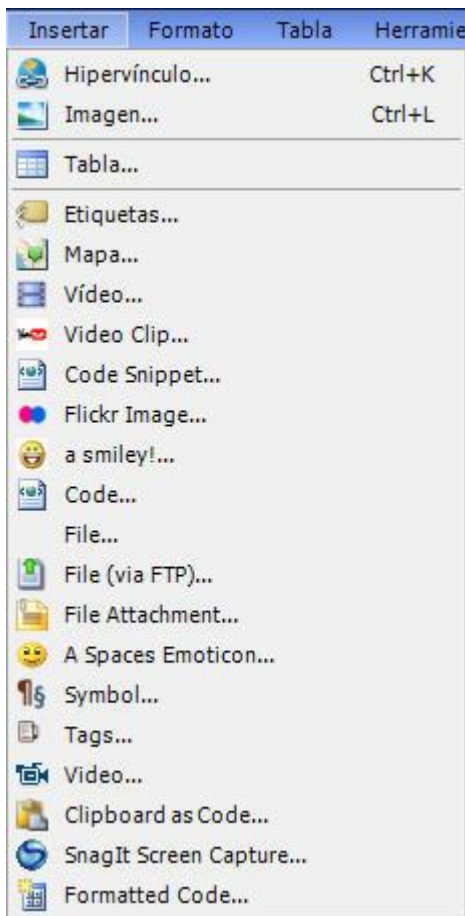 Insertar Formato Tabla Herramie
Hipervínculo... Ctrl+K
Imagen... Ctrl+L
Tabla...
Etiquetas...
Mapa...
Vídeo...
Video Clip...
Code Snippet...
Flickr Image...
a smiley!...
Code...
File...
File (via FTP)...
File Attachment...
A Spaces Emoticon...
Symbol...
Tags...
Video...
Clipboard as Code...
SnagIt Screen Capture...
Formatted Code...